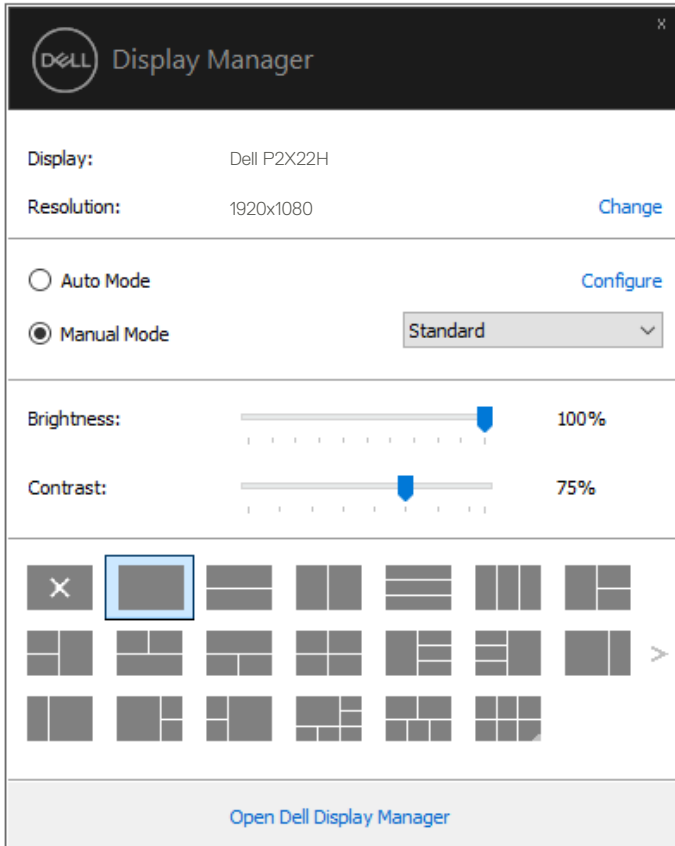 x
DELL Display Manager
Display: Dell P2X22H
Resolution: 1920x1080 Change
Auto Mode Configure
Manual Mode Standard
Brightness: 100%
Contrast: 75%
Open Dell Display Manager